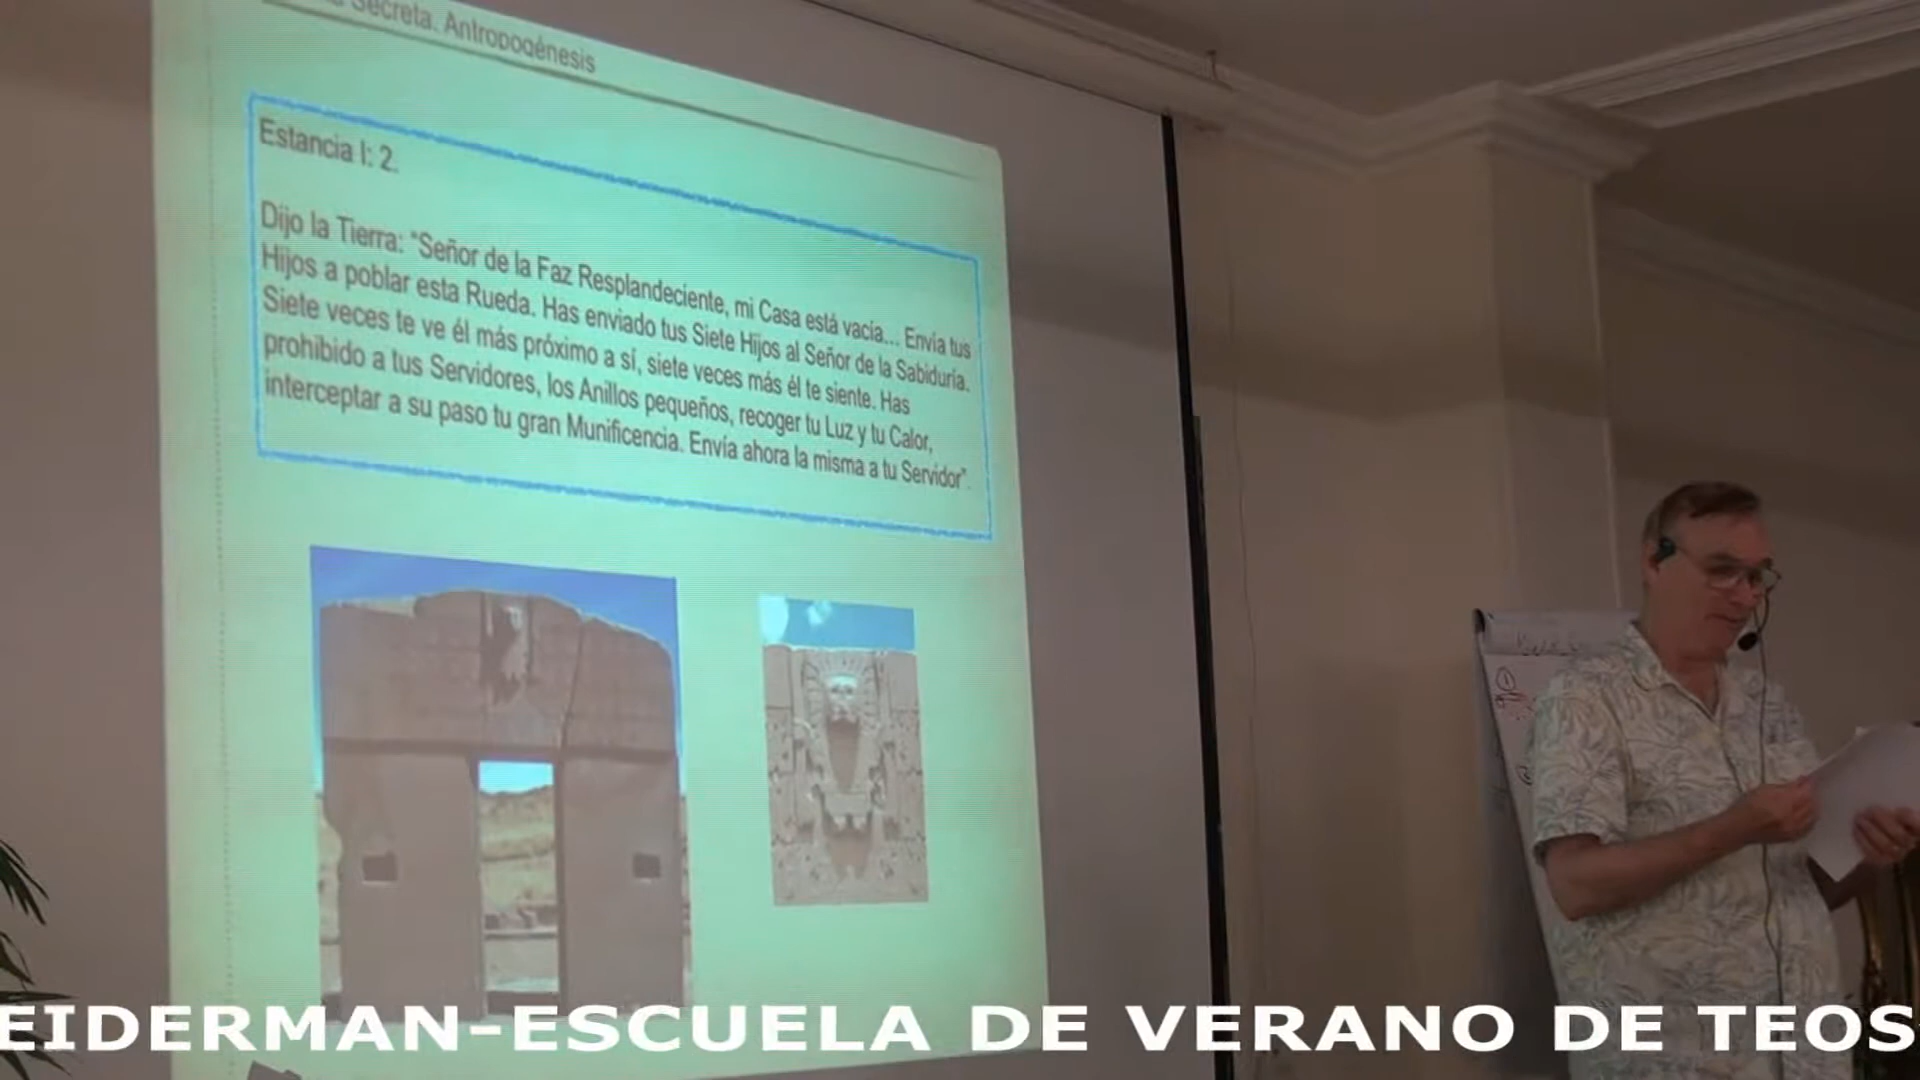 Secreta. Antropogénesis
Estancia I: 2.
Dijo la Tierra: "Señor de la Faz Resplandeciente, mi Casa está vacía... Envía tus
Hijos a poblar esta Rueda. Has enviado tus Siete Hijos al Señor de la Sabiduría.
Siete veces te ve él más próximo a sí, siete veces más él te siente. Has
prohibido a tus Servidores, los Anillos pequeños, recoger tu Luz y tu Calor,
interceptar a su paso tu gran Munificencia. Envía ahora la misma a tu Servidor".
EIDERMAN-ESCUELA DE VERANO DE TEOS